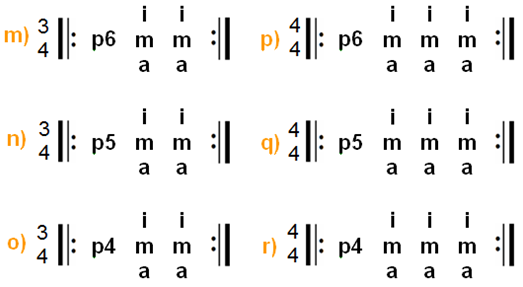 m) 3/4 p6 i m a i m a
p) 4/4 p6 i m a i m a i m a
n) 3/4 p5 i m a i m a
q) 4/4 p5 i m a i m a i m a
o) 3/4 p4 i m a i m a
r) 4/4 p4 i m a i m a i m a